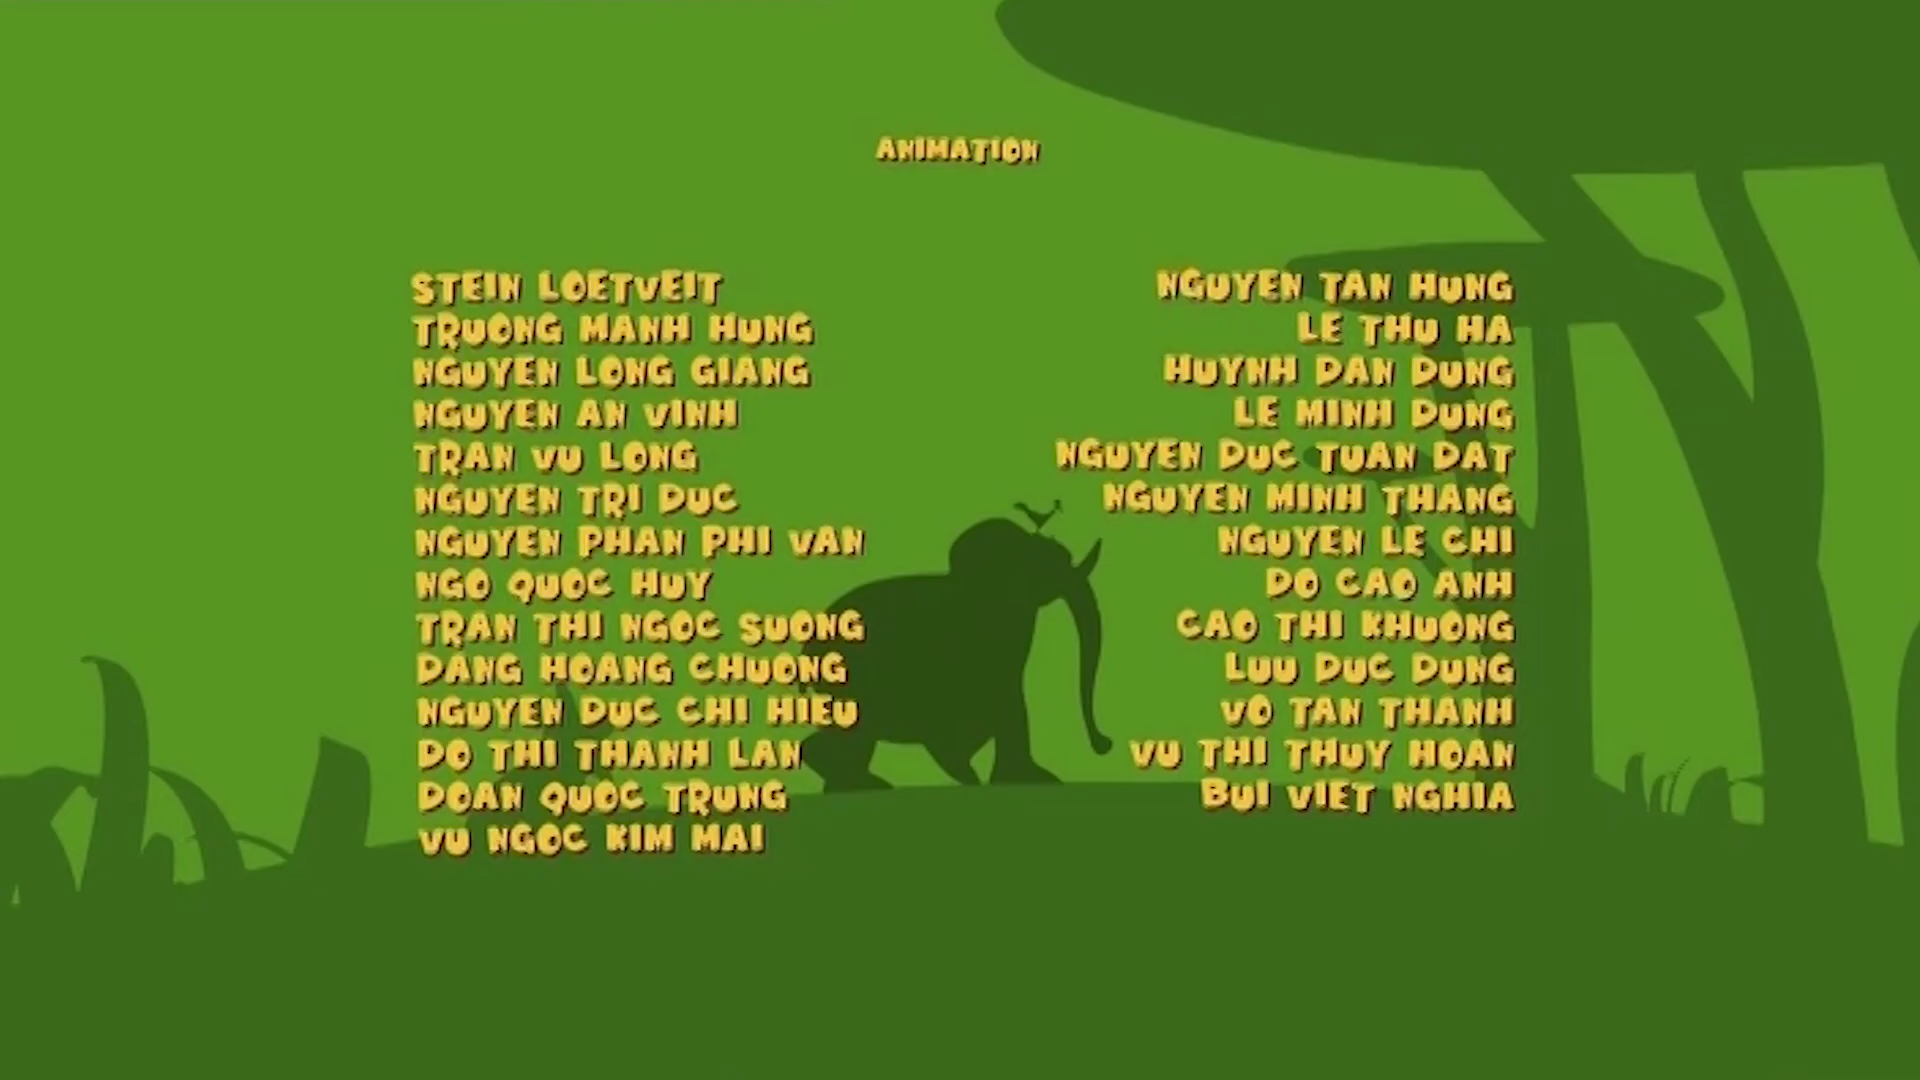 ANIMATION
STEIN LOETVEIT
TRUONG MANH HUNG
NGUYEN LONG GIANG
NGUYEN AN VINH
TRAN VU LONG
NGUYEN TRI DUC
NGUYEN PHAN PHI VAN
NGO QUOC HUY
TRAN THI NGOC SUONG
DANG HOANG CHUONG
NGUYEN DUC CHI HIEU
DO THI THANH LAN
DOAN QUOC TRUNG
VU NGOC KIM MAI
NGUYEN TAN HUNG
LE THU HA
HUYNH DAN DUNG
LE MINH DUNG
NGUYEN DUC TUAN DAT
NGUYEN MINH THANG
NGUYEN LE CHI
DO CAO ANH
CAO THI KHUONG
LUU DUC DUNG
VO TAN THANH
VU THI THUY HOAN
BUI VIET NGHIA